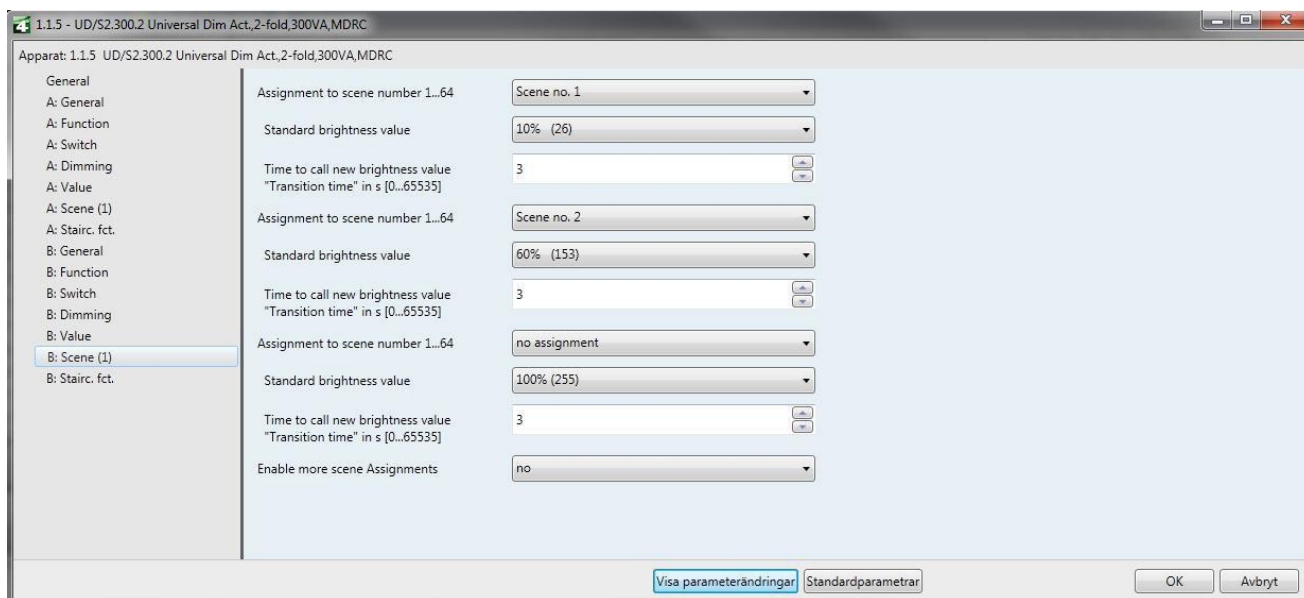 4 1.1.5 - UD/S2.300.2 Universal Dim Act.,2-fold,300VA,MDRC
Apparat: 1.1.5 UD/S2.300.2 Universal Dim Act.,2-fold,300VA,MDRC
General
A: General
A: Function
A: Switch
A: Dimming
A: Value
A: Scene (1)
A: Stairc. fct.
B: General
B: Function
B: Switch
B: Dimming
B: Value
B: Scene (1)
B: Stairc. fct.
Assignment to scene number 1...64 Scene no. 1
Standard brightness value 10% (26)
Time to call new brightness value 3
"Transition time" in s [0...65535]
Assignment to scene number 1...64 Scene no. 2
Standard brightness value 60% (153)
Time to call new brightness value 3
"Transition time" in s [0...65535]
Assignment to scene number 1...64 no assignment
Standard brightness value 100% (255)
Time to call new brightness value 3
"Transition time" in s [0...65535]
Enable more scene Assignments no
Visa parameterändringar Standardparametrar OK Avbryt